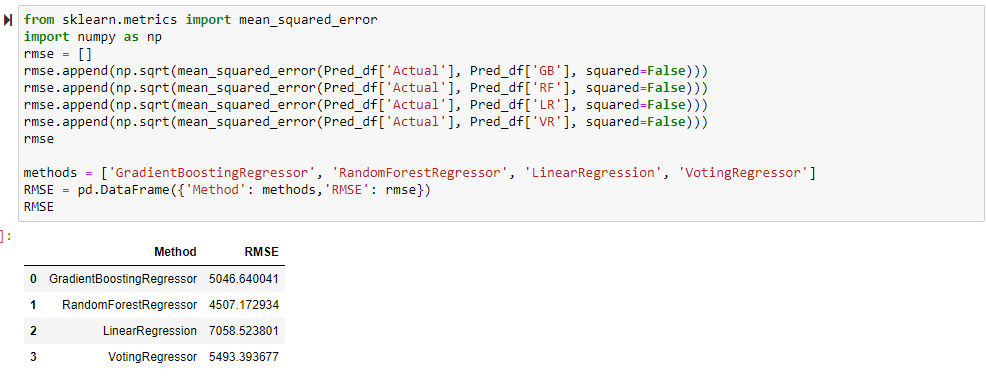 from sklearn.metrics import mean_squared_error
import numpy as np
rmse = []
rmse.append(np.sqrt(mean_squared_error(Pred_df['Actual'], Pred_df['GB'], squared=False)))
rmse.append(np.sqrt(mean_squared_error(Pred_df['Actual'], Pred_df['RF'], squared=False)))
rmse.append(np.sqrt(mean_squared_error(Pred_df['Actual'], Pred_df['LR'], squared=False)))
rmse.append(np.sqrt(mean_squared_error(Pred_df['Actual'], Pred_df['VR'], squared=False)))
rmse
methods = ['GradientBoostingRegressor', 'RandomForestRegressor', 'LinearRegression', 'VotingRegressor']
RMSE = pd.DataFrame({'Method': methods,'RMSE': rmse})
RMSE
]:
Method RMSE
0 GradientBoostingRegressor 5046.640041
1 RandomForestRegressor 4507.172934
2 LinearRegression 7058.523801
3 VotingRegressor 5493.393677